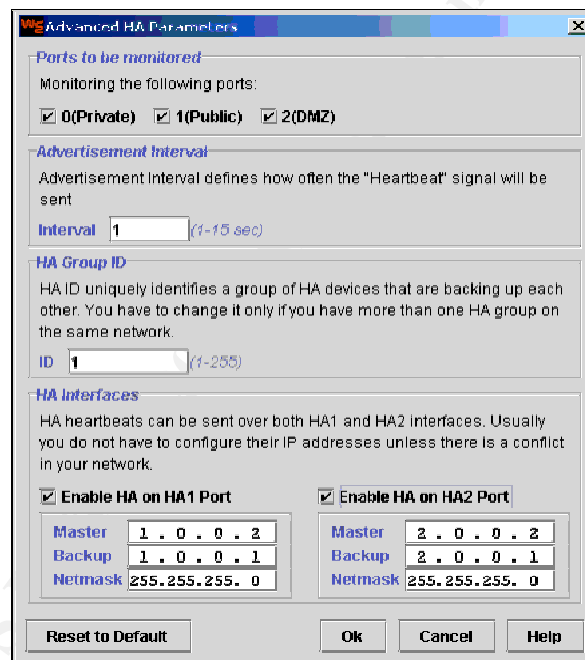 WG Advanced HA Parameters
Ports to be monitored
Monitoring the following ports:
0(Private) 1(Public) 2(DMZ)
Advertisement Interval
Advertisement Interval defines how often the "Heartbeat" signal will be
sent
Interval 1 (1-15 sec)
HA Group ID
HA ID uniquely identifies a group of HA devices that are backing up each
other. You have to change it only if you have more than one HA group on
the same network.
ID 1 (1-255)
HA Interfaces
HA heartbeats can be sent over both HA1 and HA2 interfaces. Usually
you do not have to configure their IP addresses unless there is a conflict
in your network.
Enable HA on HA1 Port Enable HA on HA2 Port
Master 1 . 0 . 0 . 2 Master 2 . 0 . 0 . 2
Backup 1 . 0 . 0 . 1 Backup 2 . 0 . 0 . 1
Netmask 255.255.255. 0 Netmask 255.255.255. 0
Reset to Default Ok Cancel Help